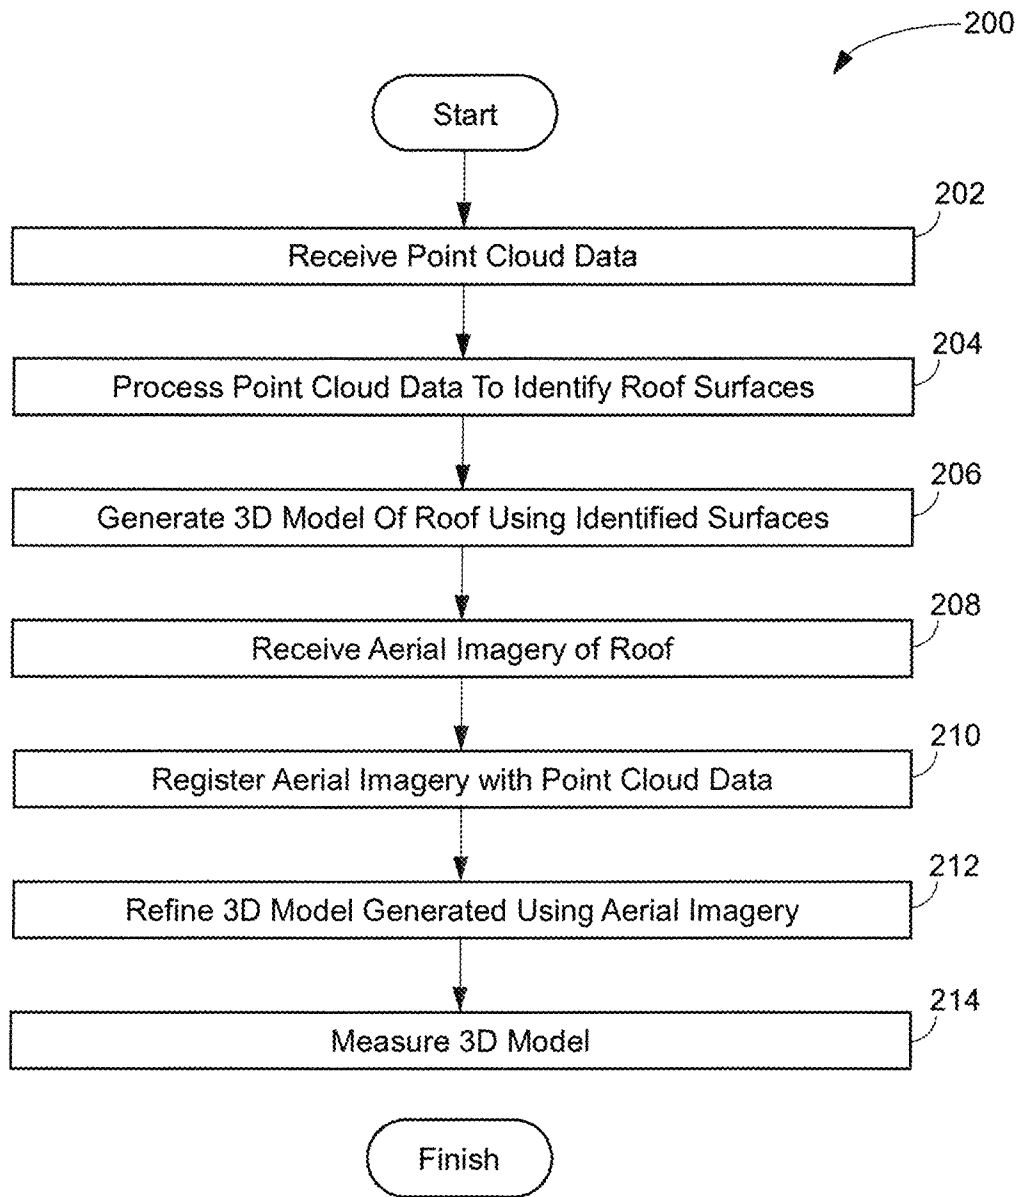 200
Start
202
Receive Point Cloud Data
204
Process Point Cloud Data To Identify Roof Surfaces
206
Generate 3D Model Of Roof Using Identified Surfaces
208
Receive Aerial Imagery of Roof
210
Register Aerial Imagery with Point Cloud Data
212
Refine 3D Model Generated Using Aerial Imagery
214
Measure 3D Model
Finish